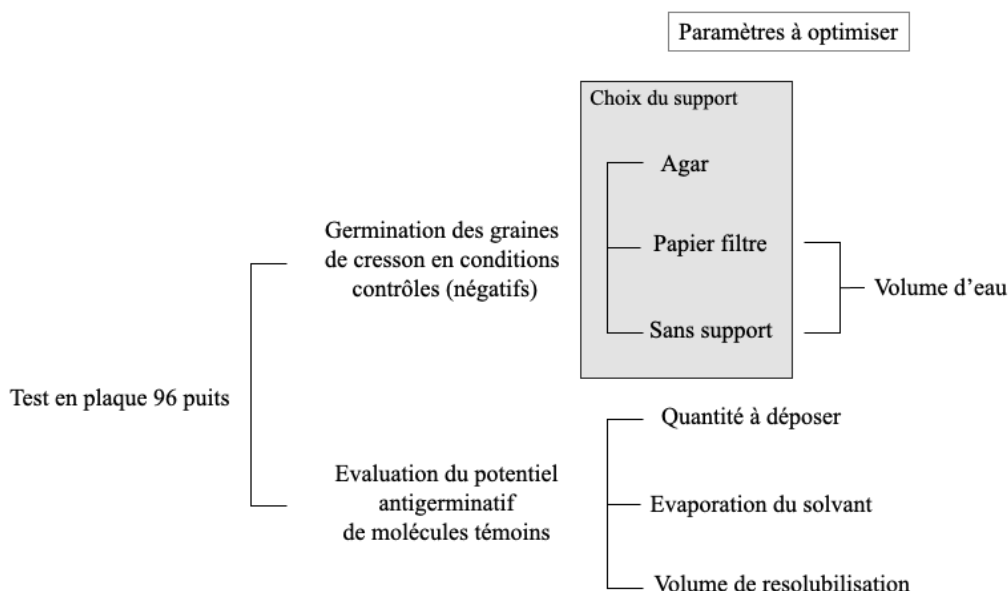 Paramètres à optimiser
Choix du support
Agar
Germination des graines
de cresson en conditions
contrôles (négatifs)
Papier filtre
Volume d’eau
Sans support
Test en plaque 96 puits
Quantité à déposer
Evaluation du potentiel
antigerminatif
de molécules témoins
Evaporation du solvant
Volume de resolubilisation